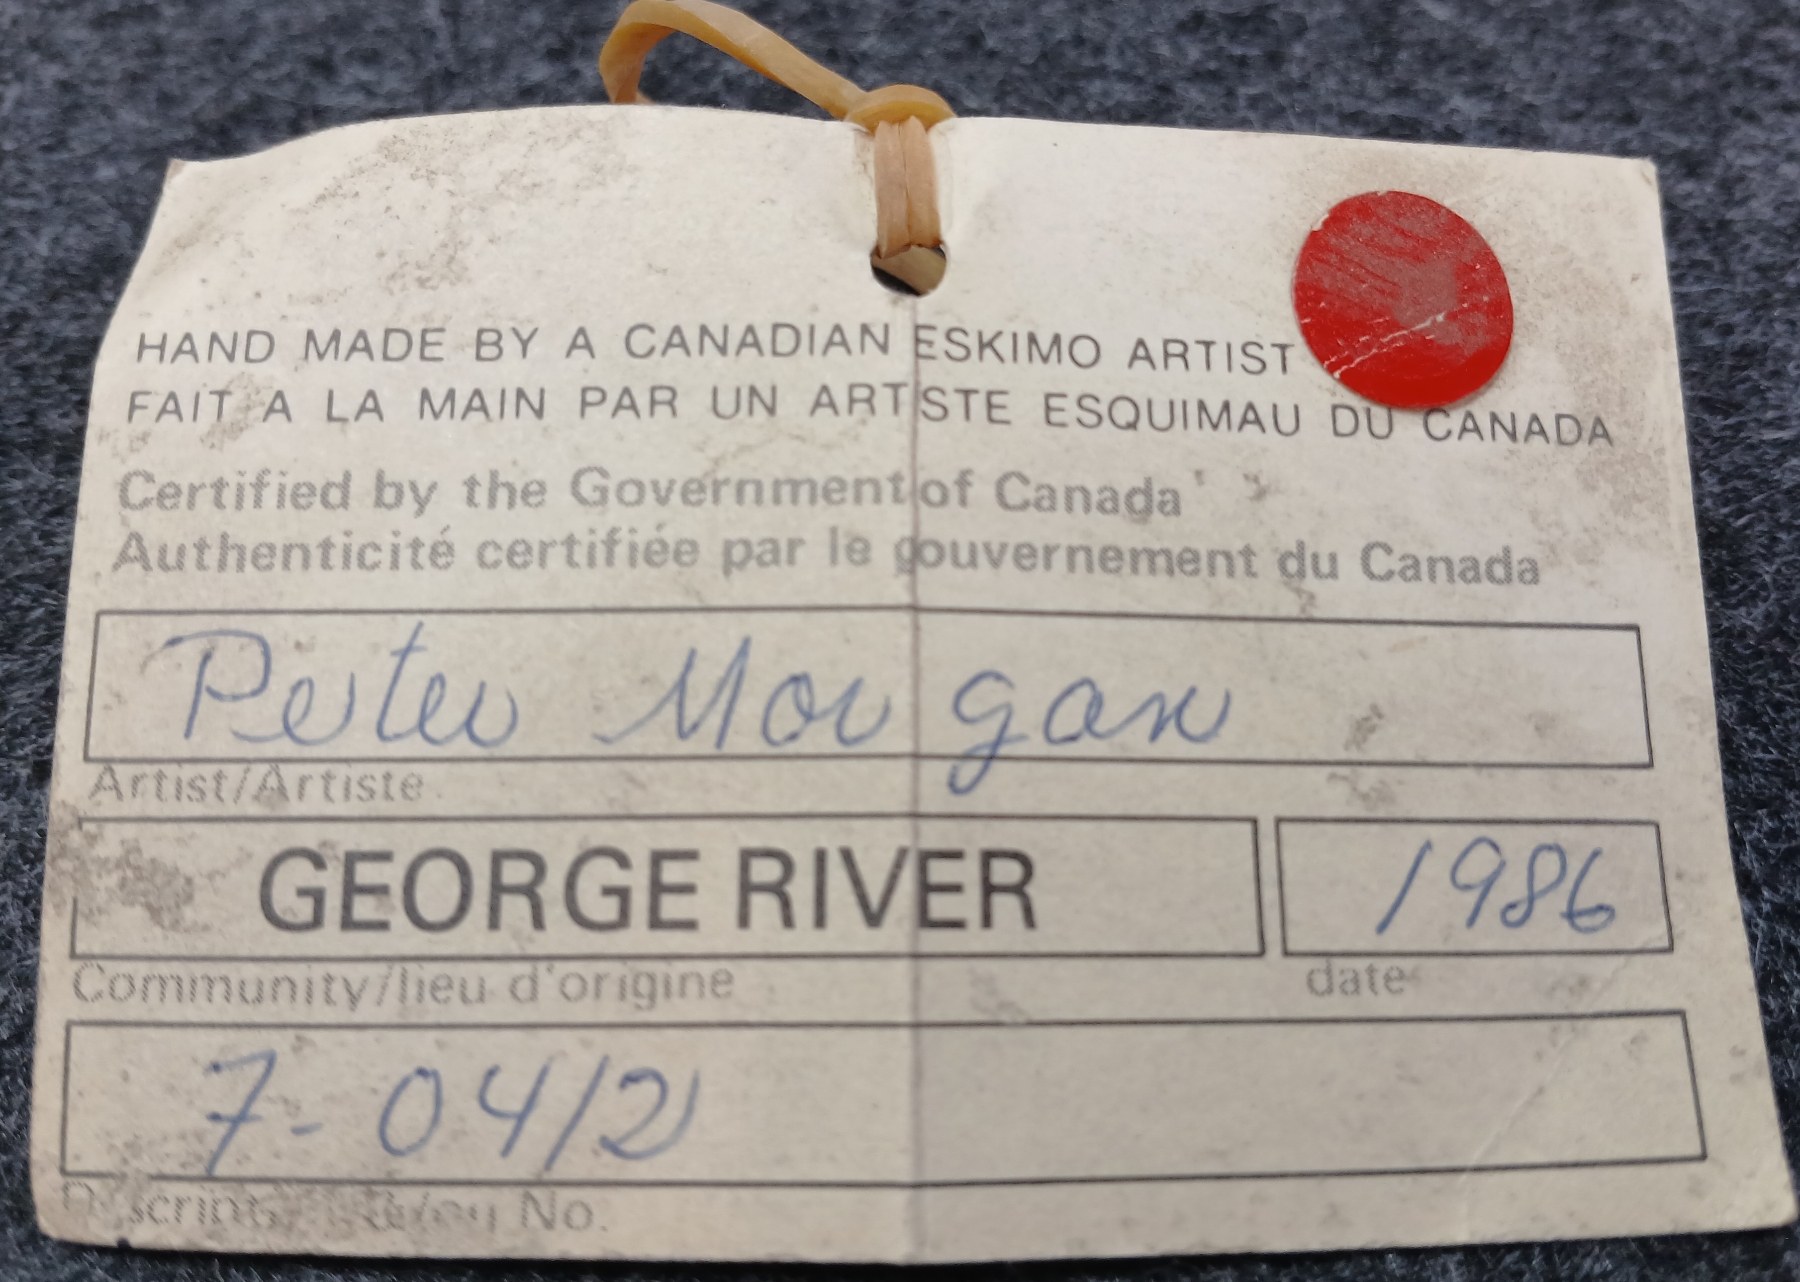 HAND MADE BY A CANADIAN ESKIMO ARTIST
FAIT A LA MAIN PAR UN ARTISTE ESQUIMAU DU CANADA
Certified by the Government of Canada
Authenticité certifiée par le gouvernement du Canada
Peter Morgan
Artist/Artiste
GEORGE RIVER
1986
Community/lieu d'origine
date
7-0412
No.